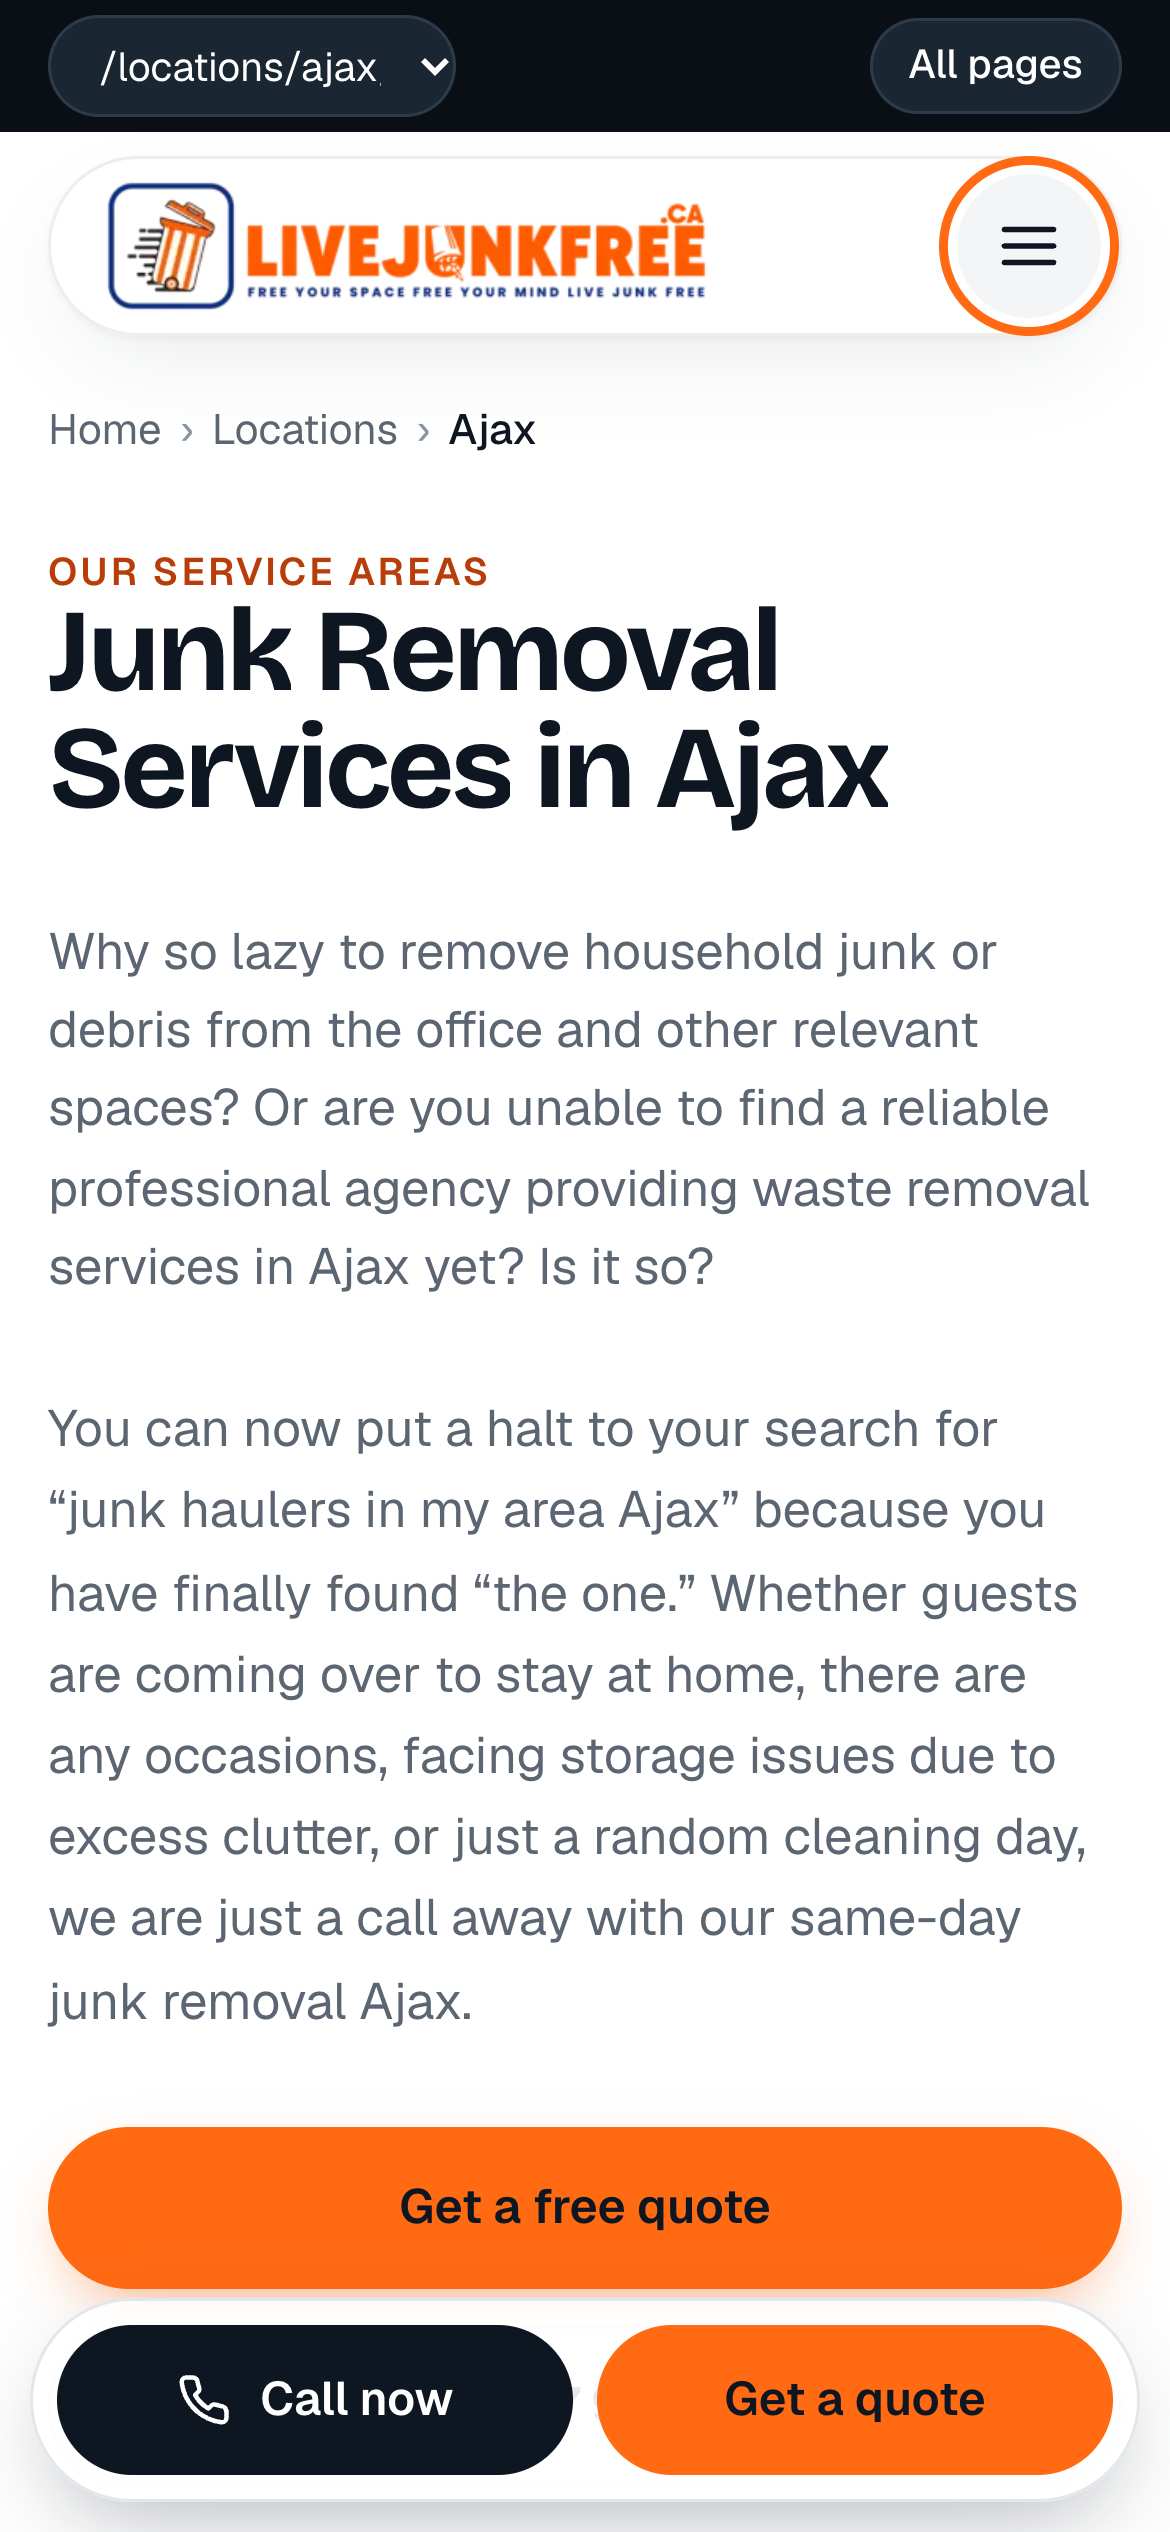 /locations/ajax
All pages
.CA
LIVEJUNKFREE
FREE YOUR SPACE FREE YOUR MIND LIVE JUNK FREE
Home › Locations › Ajax
OUR SERVICE AREAS
Junk Removal
Services in Ajax
Why so lazy to remove household junk or
debris from the office and other relevant
spaces? Or are you unable to find a reliable
professional agency providing waste removal
services in Ajax yet? Is it so?
You can now put a halt to your search for
“junk haulers in my area Ajax” because you
have finally found “the one.” Whether guests
are coming over to stay at home, there are
any occasions, facing storage issues due to
excess clutter, or just a random cleaning day,
we are just a call away with our same-day
junk removal Ajax.
Get a free quote
Call now
Get a quote